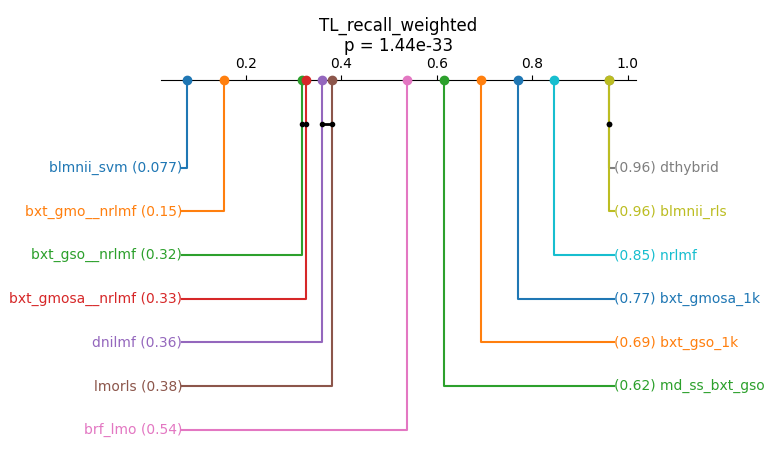 TL_recall_weighted
p = 1.44e-33
0.2 0.4 0.6 0.8 1.0
blmnii_svm (0.077) (0.96) dthybrid
bxt_gmo__nrlmf (0.15) (0.96) blmnii_rls
bxt_gso__nrlmf (0.32) (0.85) nrlmf
bxt_gmosa__nrlmf (0.33) (0.77) bxt_gmosa_1k
dnilmf (0.36) (0.69) bxt_gso_1k
lmorls (0.38) (0.62) md_ss_bxt_gso
brf_lmo (0.54)